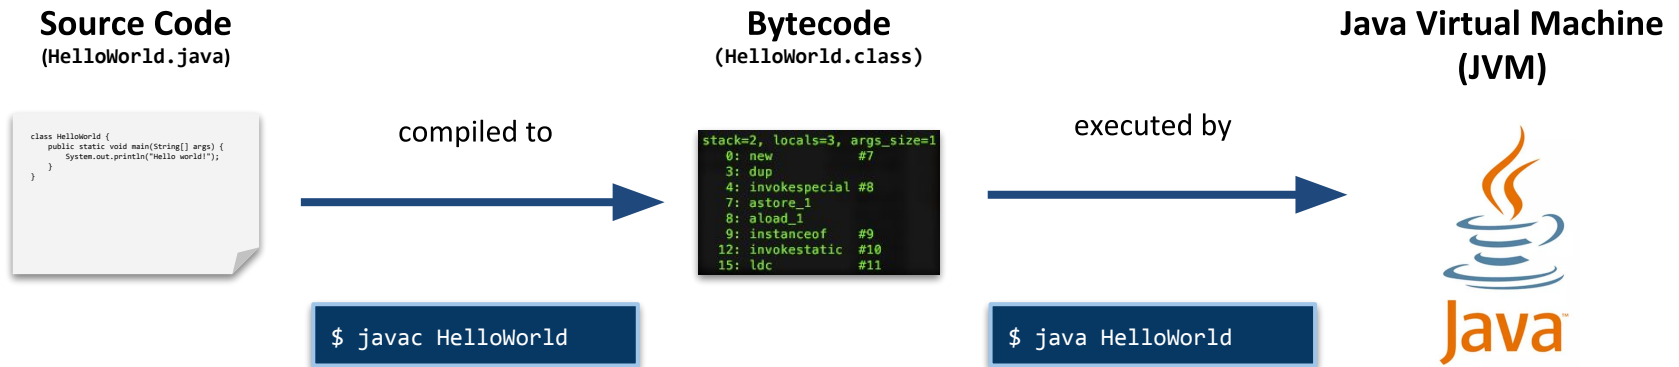 Source Code
(HelloWorld.java)
class HelloWorld {
    public static void main(String[] args) {
        System.out.println("Hello world!");
    }
}
compiled to
$ javac HelloWorld
Bytecode
(HelloWorld.class)
stack=2, locals=3, args_size=1
0: new #7
3: dup
4: invokespecial #8
7: astore_1
8: aload_1
9: instanceof #9
12: invokestatic #10
15: ldc #11
executed by
$ java HelloWorld
Java Virtual Machine
(JVM)
Java™